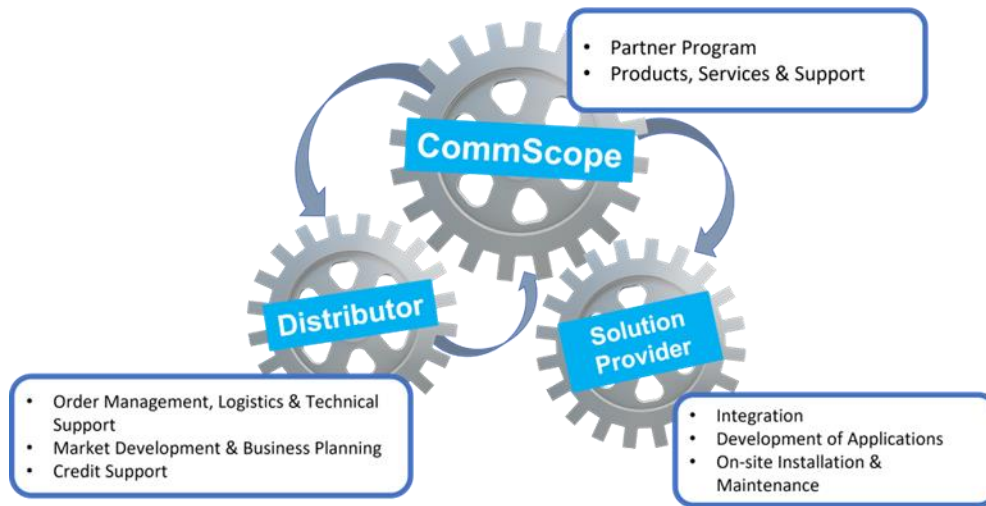 • Partner Program
• Products, Services & Support
CommScope
Distributor
Solution
Provider
• Order Management, Logistics & Technical
Support
• Market Development & Business Planning
• Credit Support
• Integration
• Development of Applications
• On-site Installation &
Maintenance